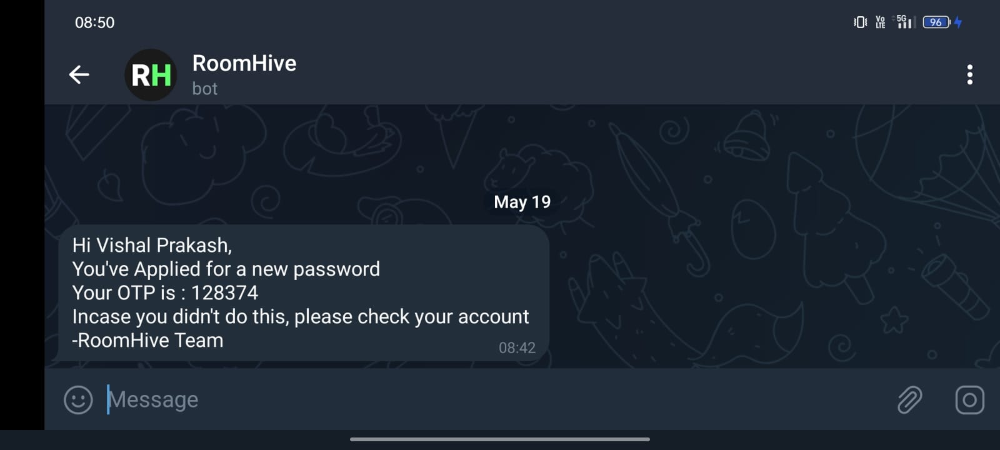 08:50
Vo LTE 5G 96
RH
RoomHive
bot
May 19
Hi Vishal Prakash,
You've Applied for a new password
Your OTP is : 128374
Incase you didn't do this, please check your account
-RoomHive Team
08:42
Message